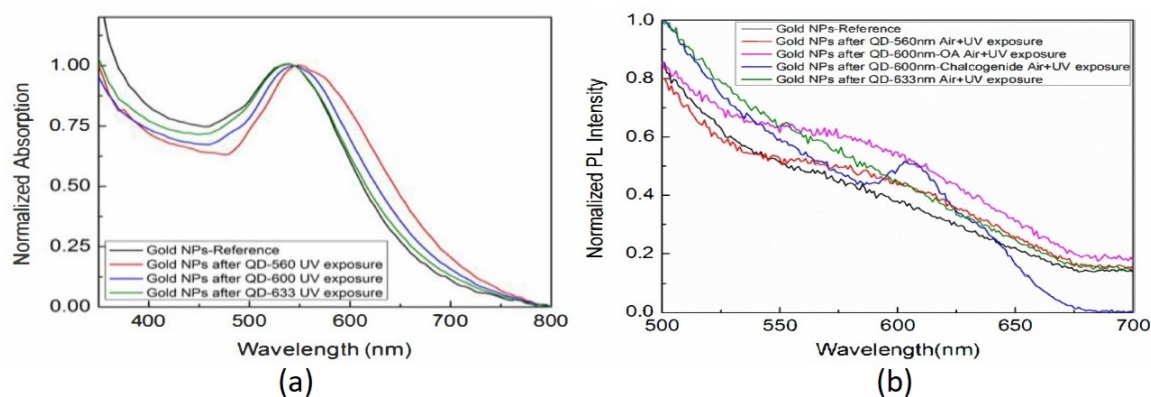 Normalized Absorption
1.00
0.75
0.50
0.25
0.00
Gold NPs-Reference
Gold NPs after QD-560 UV exposure
Gold NPs after QD-600 UV exposure
Gold NPs after QD-633 UV exposure
400 500 600 700 800
Wavelength (nm)
(a)
Normalized PL Intensity
1.0
0.8
0.6
0.4
0.2
0.0
Gold NPs-Reference
Gold NPs after QD-560nm Air+UV exposure
Gold NPs after QD-600nm-OA Air+UV exposure
Gold NPs after QD-600nm-Chalcogenide Air+UV exposure
Gold NPs after QD-633nm Air+UV exposure
500 550 600 650 700
Wavelength(nm)
(b)